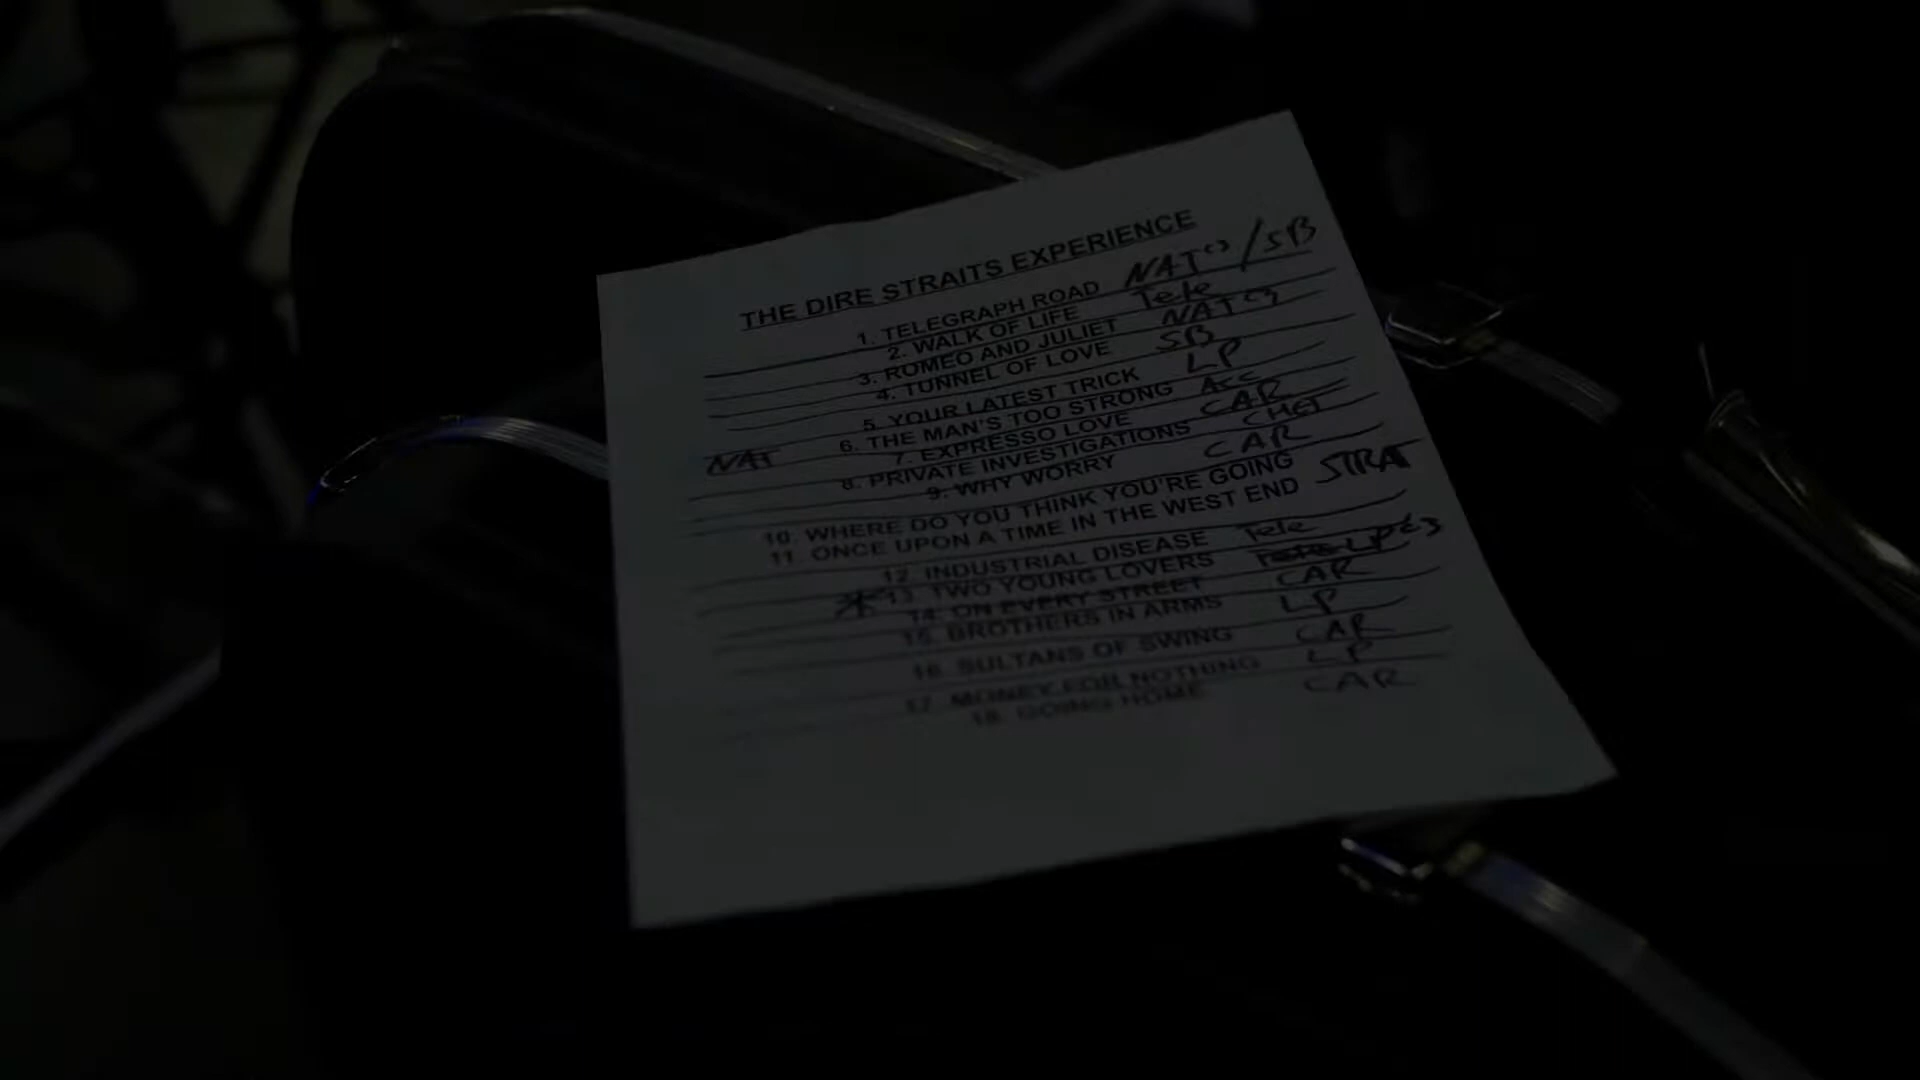 THE DIRE STRAITS EXPERIENCE
1. TELEGRAPH ROAD NAT /SB
2. WALK OF LIFE Tele
3. ROMEO AND JULIET NAT
4. TUNNEL OF LOVE SB
5. YOUR LATEST TRICK LP
NAT 6. THE MAN'S TOO STRONG
7. EXPRESSO LOVE CAR
8. PRIVATE INVESTIGATIONS CHET
9. WHY WORRY CAR
10. WHERE DO YOU THINK YOU'RE GOING STRAT
11. ONCE UPON A TIME IN THE WEST END
12. INDUSTRIAL DISEASE Tele
13. TWO YOUNG LOVERS LP
14. ON EVERY STREET CAR
15. BROTHERS IN ARMS LP
16. SULTANS OF SWING CAR
17. MONEY FOR NOTHING LP
18. GOING HOME CAR